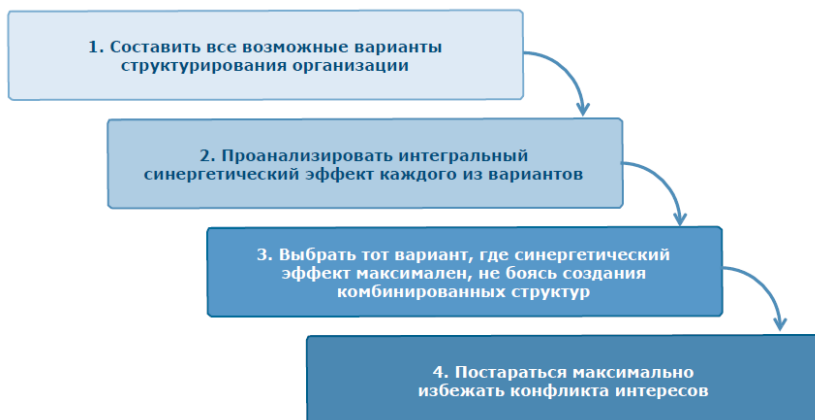 1. Составить все возможные варианты
структурирования организации
2. Проанализировать интегральный
синергетический эффект каждого из вариантов
3. Выбрать тот вариант, где синергетический
эффект максимален, не боясь создания
комбинированных структур
4. Постараться максимально
избежать конфликта интересов